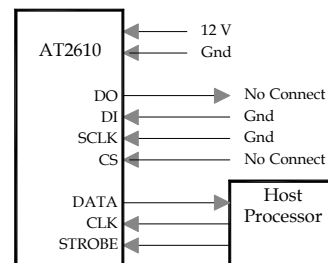 12 V
AT2610
Gnd
DO No Connect
DI Gnd
SCLK Gnd
CS No Connect
DATA Host
CLK Processor
STROBE